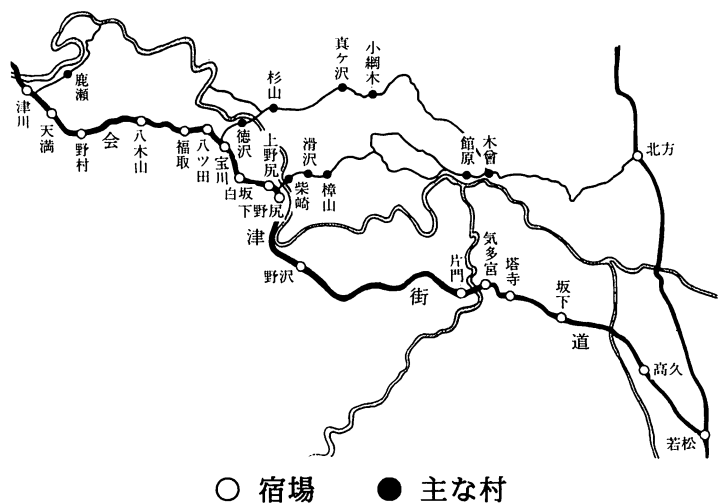 津川
天満
鹿瀬
野村
会
八木山
福取
八ツ田
宝川
徳沢
白坂
杉山
上野尻
下野尻
柴崎
滑沢
樟山
真ヶ沢
小綱木
津
野沢
街
片門
気多宮
塔寺
坂下
道
館原
木曾
北方
高久
若松
○ 宿場 ● 主な村